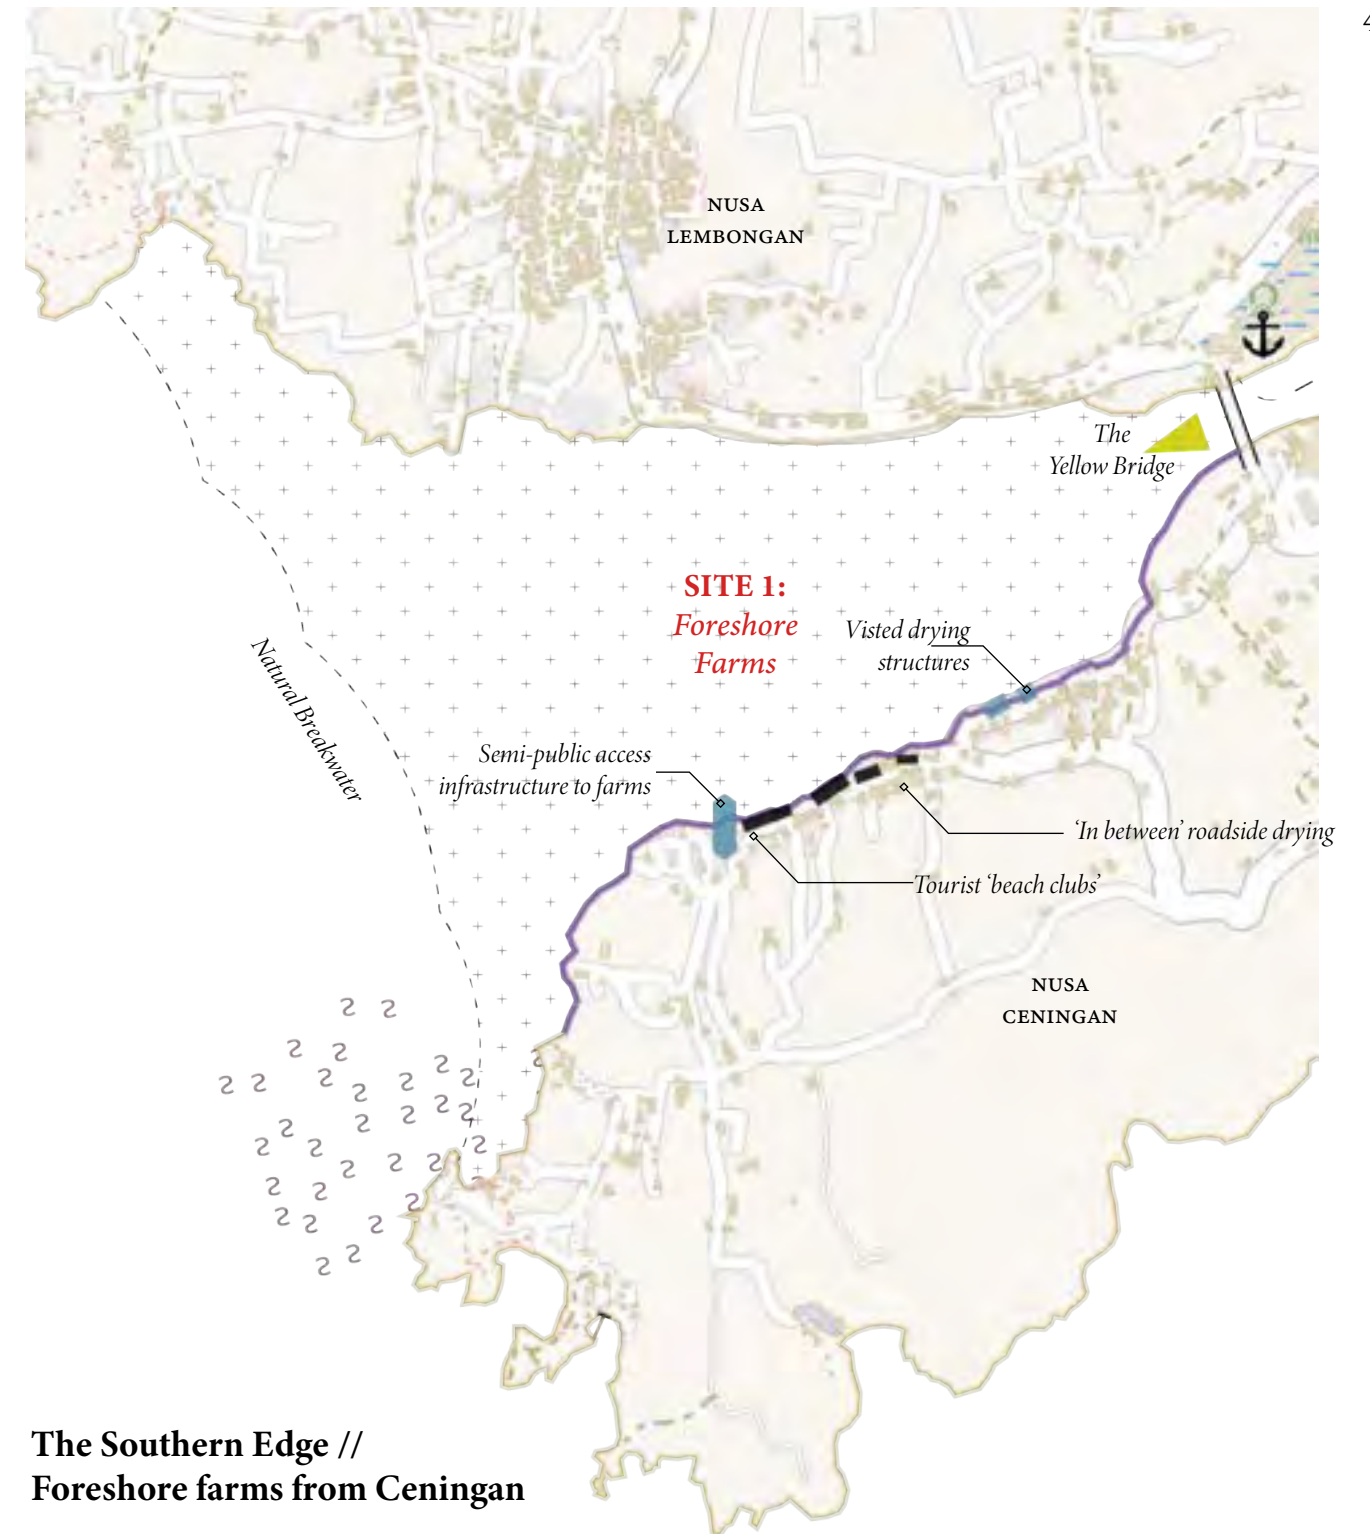 4
NUSA
LEMBONGAN
The
Yellow Bridge
SITE 1:
Foreshore
Farms
Visted drying
structures
Natural Breakwater
Semi-public access
infrastructure to farms
'In between' roadside drying
Tourist 'beach clubs'
NUSA
CENINGAN
The Southern Edge //
Foreshore farms from Ceningan